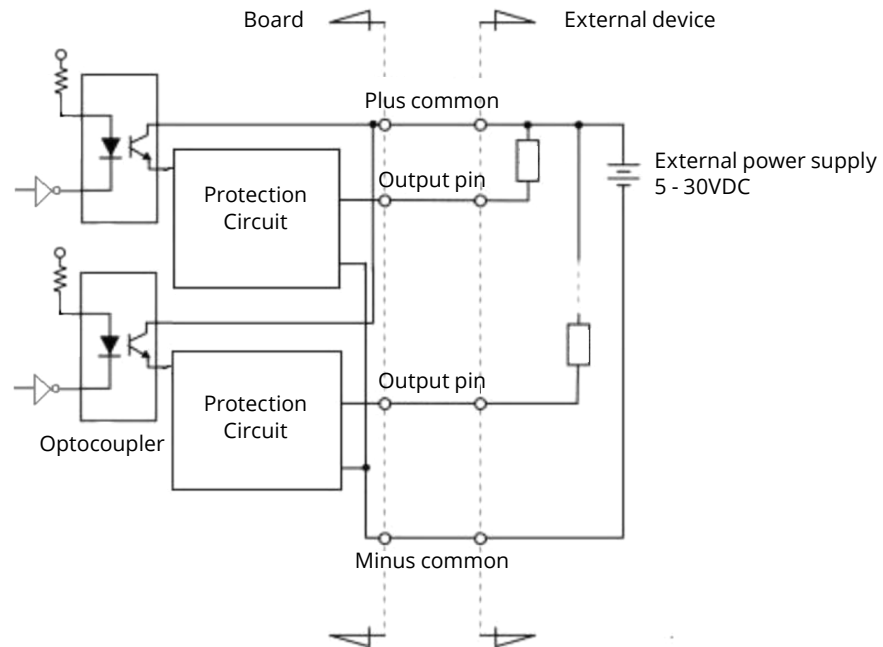 Board
External device
Plus common
External power supply
5 - 30VDC
Output pin
Protection
Circuit
Output pin
Protection
Circuit
Optocoupler
Minus common